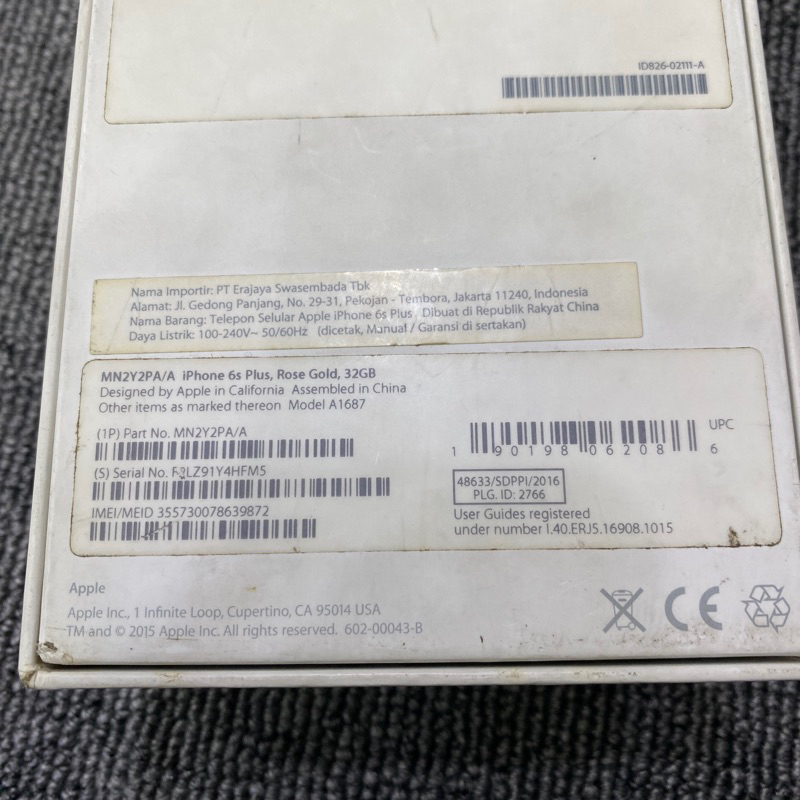 ID826-02111-A
Nama Importir: PT Erajaya Swasembada Tbk
Alamat: Jl. Gedong Panjang, No. 29-31, Pekojan - Tembora, Jakarta 11240, Indonesia
Nama Barang: Telepon Selular Apple iPhone 6s Plus Dibuat di Republik Rakyat China
Daya Listrik: 100-240V~ 50/60Hz (dicetak, Manual / Garansi di sertakan)
MN2Y2PA/A iPhone 6s Plus, Rose Gold, 32GB
Designed by Apple in California Assembled in China
Other items as marked thereon Model A1687
(1P) Part No. MN2Y2PA/A
(S) Serial No.
IMEI/MEID 355730078639872
UPC
1 90198 06208 6
48633/SDPPI/2016
PLG. ID: 2766
User Guides registered
under number I.40.ERJ5.16908.1015
Apple
Apple Inc., 1 Infinite Loop, Cupertino, CA 95014 USA
TM and © 2015 Apple Inc. All rights reserved. 602-00043-B
CE